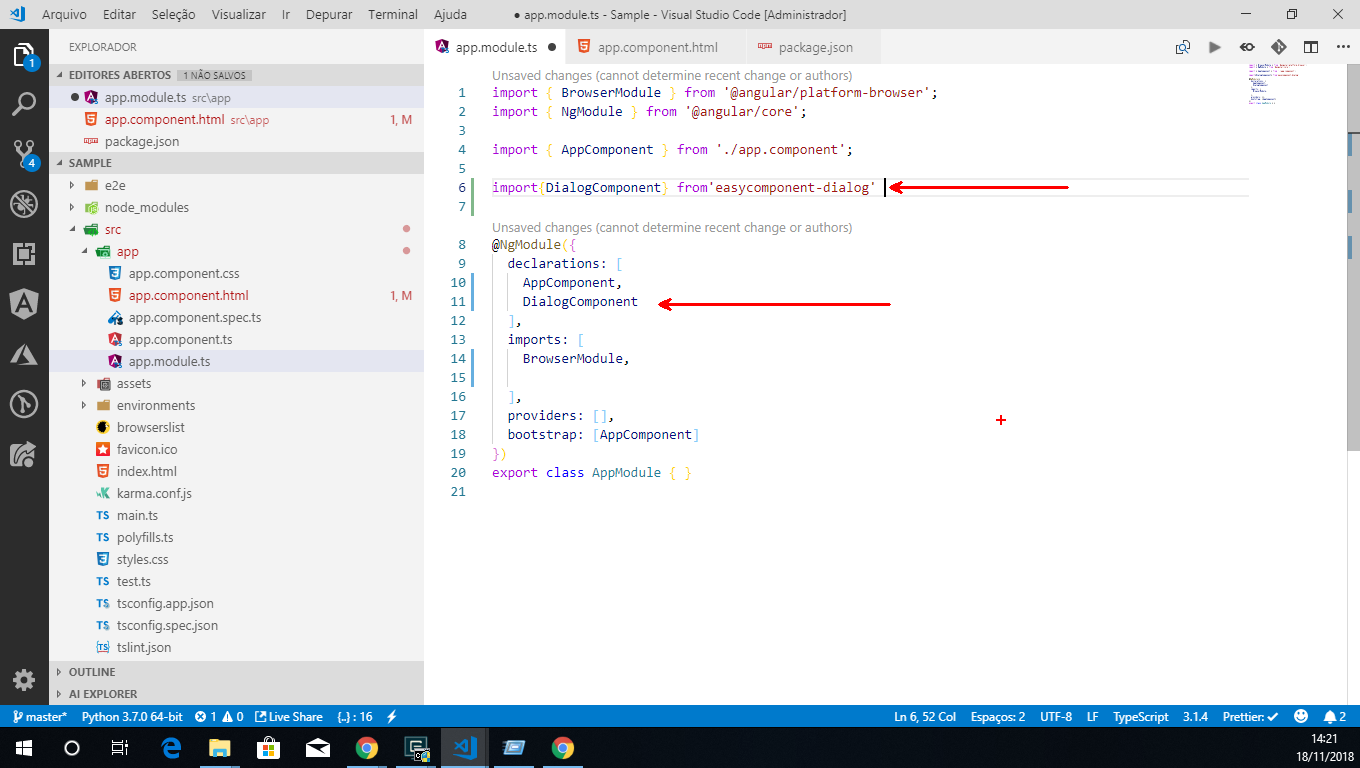 Arquivo Editar Seleção Visualizar Ir Depurar Terminal Ajuda ● app.module.ts - Sample - Visual Studio Code [Administrador]
EXPLORADOR
EDITORES ABERTOS 1 NÃO SALVOS
● app.module.ts src\app
app.component.html src\app 1, M
package.json
SAMPLE
e2e
node_modules
src
app
app.component.css
app.component.html 1, M
app.component.spec.ts
app.component.ts
app.module.ts
assets
environments
browserslist
favicon.ico
index.html
karma.conf.js
TS main.ts
TS polyfills.ts
styles.css
TS test.ts
TS tsconfig.app.json
TS tsconfig.spec.json
TS tslint.json
OUTLINE
AI EXPLORER
1
4
app.module.ts ● app.component.html package.json
Unsaved changes (cannot determine recent change or authors)
1 import { BrowserModule } from '@angular/platform-browser';
2 import { NgModule } from '@angular/core';
3
4 import { AppComponent } from './app.component';
5
6 import{DialogComponent} from'easycomponent-dialog'
7
Unsaved changes (cannot determine recent change or authors)
8 @NgModule({
9 declarations: [
10 AppComponent,
11 DialogComponent
12 ],
13 imports: [
14 BrowserModule,
15
16 ],
17 providers: [],
18 bootstrap: [AppComponent]
19 })
20 export class AppModule { }
21
master* Python 3.7.0 64-bit 1 0 Live Share {..} : 16 Ln 6, 52 Col Espaços: 2 UTF-8 LF TypeScript 3.1.4 Prettier: ✓ 2
14:21
18/11/2018